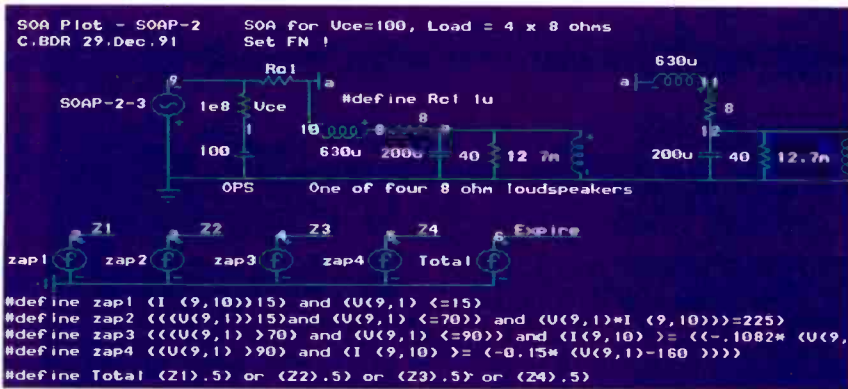 SOA Plot - SOAP-2 SOA for Vce=100, Load = 4 x 8 ohms
C.BDR 29.Dec.91 Set FN !
630u
Rc1
9 a a 11
SOAP-2-3 1e8 Vce #define Rc1 1u 8
8
1 10 12
100 630u 200u 40 12 7m 200u 40 12.7m
OPS One of four 8 ohm loudspeakers
Z1 Z2 Z3 Z4 Expire
zap1 f zap2 f zap3 f zap4 f Total f
#define zap1 (I (9,10)>15) and (V(9,1) <=15)
#define zap2 (((V(9,1)>15)and (V(9,1) <=70)) and (V(9,1)*I (9,10))>=225)
#define zap3 (((V(9,1) >70) and (V(9,1) <=90)) and (I(9,10) >= ((-.1082* (V(9,
#define zap4 ((V(9,1) >90) and (I (9,10) >= (-0.15* (V(9,1)-160 ))))
#define Total (Z1>.5) or (Z2>.5) or (Z3>.5) or (Z4>.5)